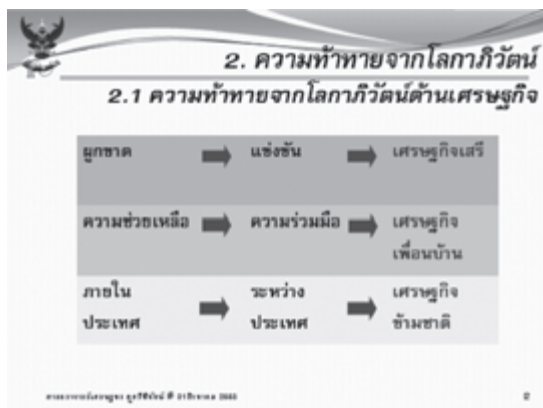 2. ความท้าทายจากโลกาภิวัตน์
2.1 ความท้าทายจากโลกาภิวัตน์ด้านเศรษฐกิจ
ผูกขาด แข่งขัน เศรษฐกิจเสรี
ความช่วยเหลือ ความร่วมมือ เศรษฐกิจ
เพื่อนบ้าน
ภายใน ระหว่าง เศรษฐกิจ
ประเทศ ประเทศ ข้ามชาติ